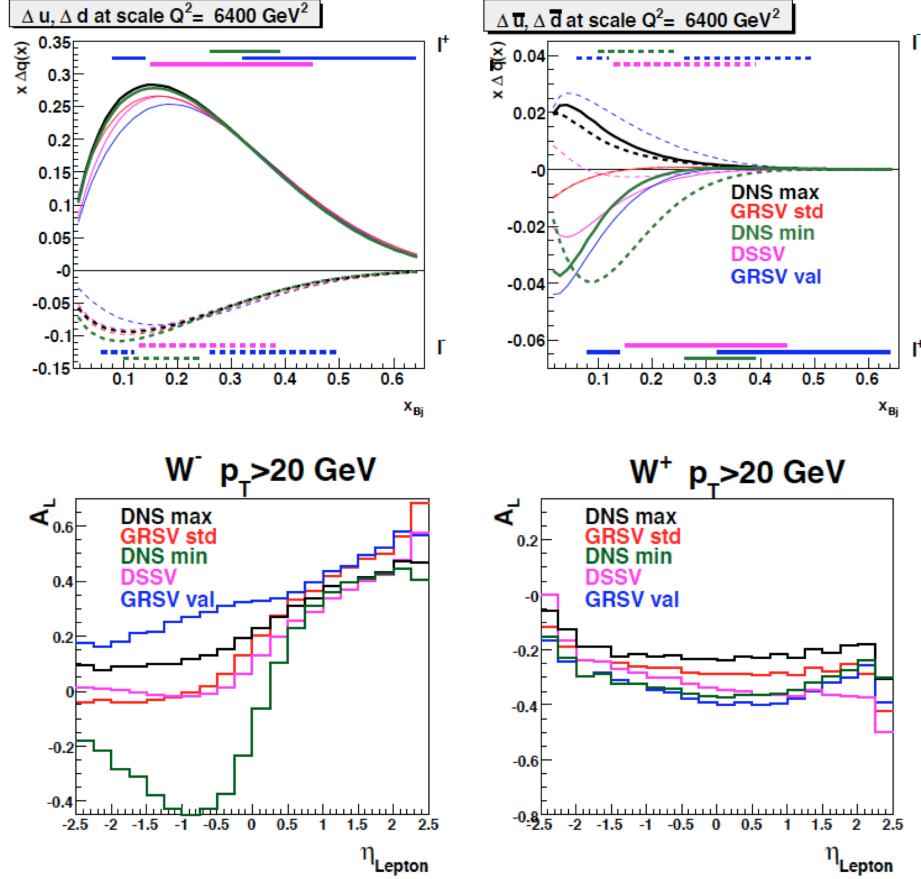 Δ u, Δ d at scale Q²= 6400 GeV²
x Δq(x)
0.35
0.3
0.25
0.2
0.15
0.1
0.05
-0
-0.05
-0.1
-0.15
0.1 0.2 0.3 0.4 0.5 0.6
x_Bj
l⁺
l⁻
Δū, Δd̄ at scale Q²= 6400 GeV²
x Δq̄(x)
0.04
0.02
-0
-0.02
-0.04
-0.06
0.1 0.2 0.3 0.4 0.5 0.6
x_Bj
l⁻
l⁺
DNS max
GRSV std
DNS min
DSSV
GRSV val
W⁻ p_T>20 GeV
A_L
0.6
0.4
0.2
0
-0.2
-0.4
-2.5 -2 -1.5 -1 -0.5 0 0.5 1 1.5 2 2.5
η_Lepton
DNS max
GRSV std
DNS min
DSSV
GRSV val
W⁺ p_T>20 GeV
A_L
0.2
-0
-0.2
-0.4
-0.6
-0.8
-2.5 -2 -1.5 -1 -0.5 0 0.5 1 1.5 2 2.5
η_Lepton
DNS max
GRSV std
DNS min
DSSV
GRSV val